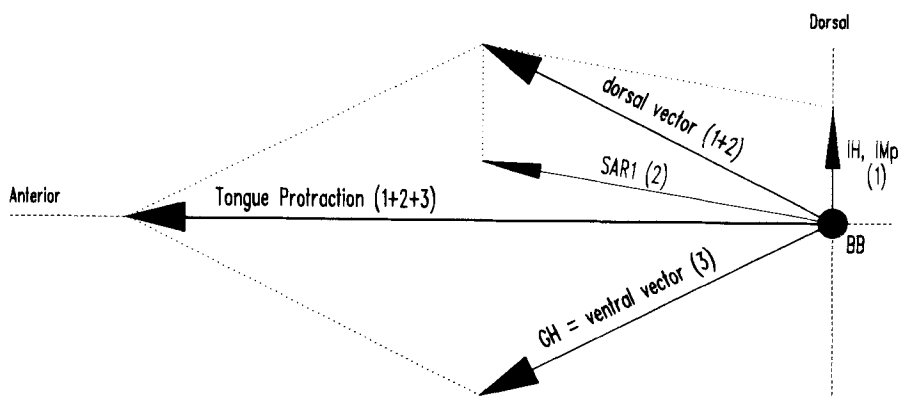 Dorsal
dorsal vector (1+2)
IH, IMp
(1)
SAR1 (2)
Anterior
Tongue Protraction (1+2+3)
BB
GH = ventral vector (3)